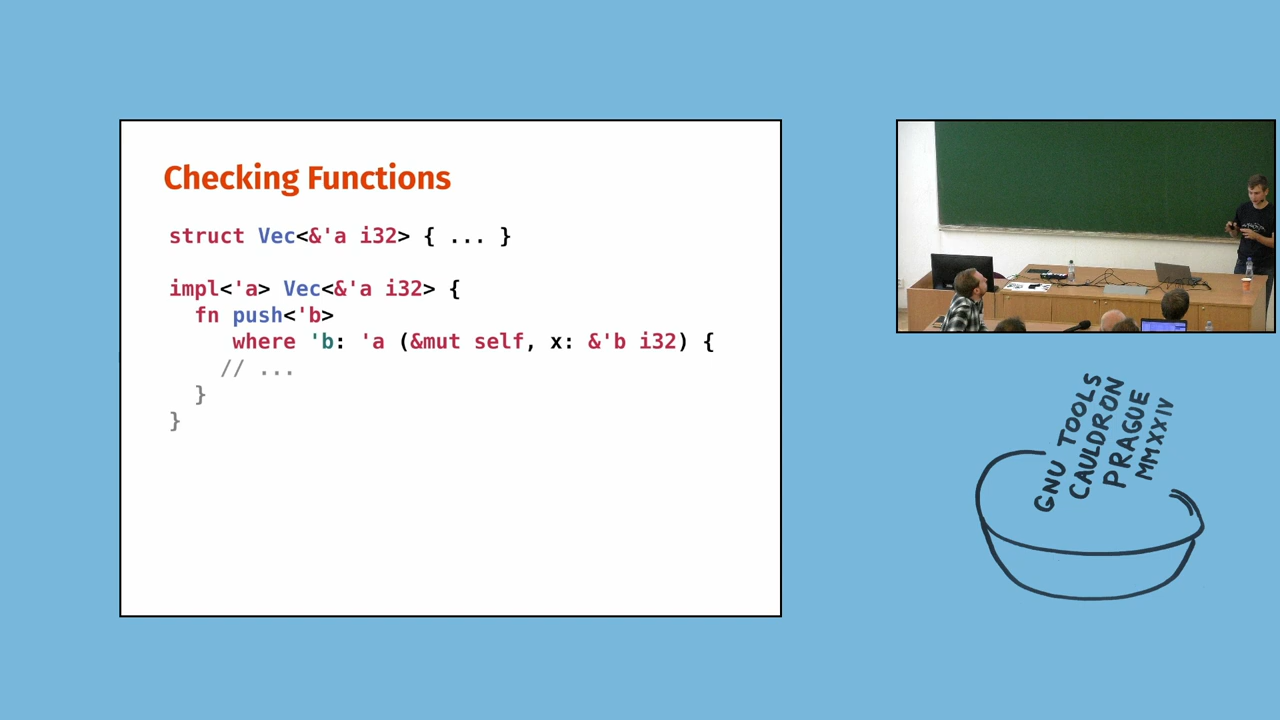 Checking Functions
struct Vec<&'a i32> { ... }
impl<'a> Vec<&'a i32> {
  fn push<'b>
     where 'b: 'a (&mut self, x: &'b i32) {
    // ...
  }
}
GNU TOOLS
CAULDRON
PRAGUE
MMXXIV